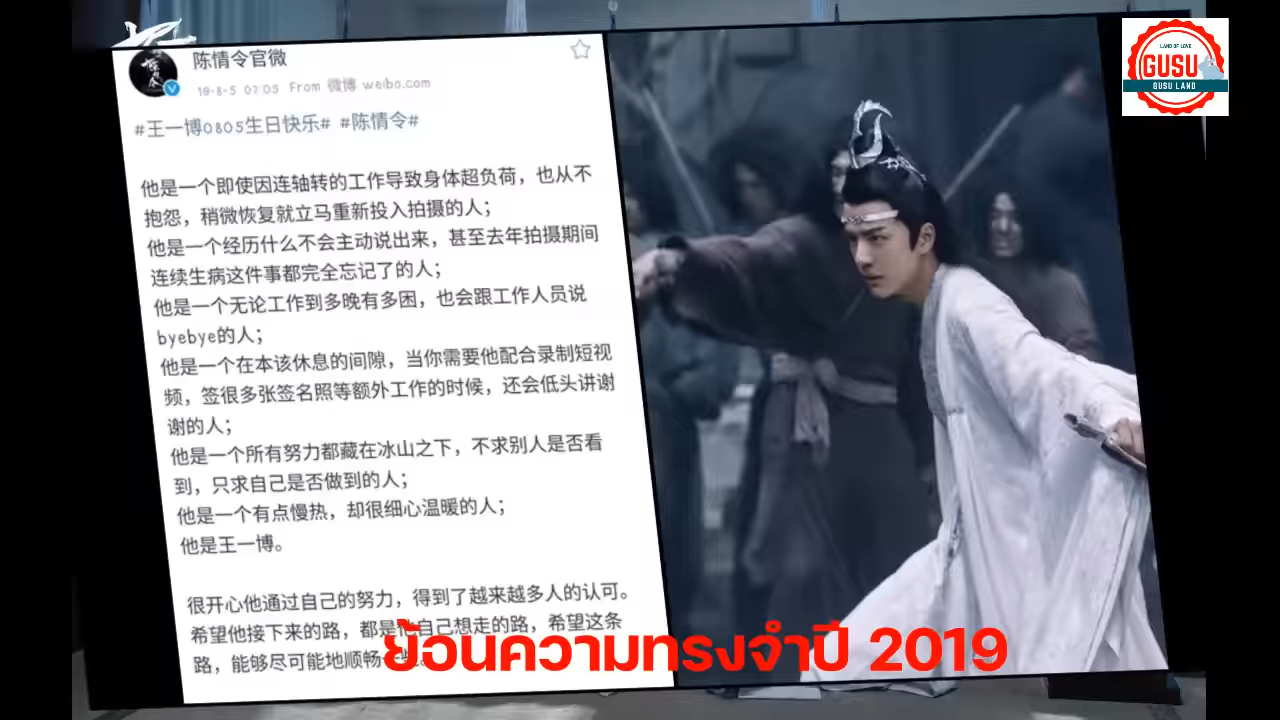 陈情令官微
19-8-5 07:05 From 微博 weibo.com
#王一博0805生日快乐# #陈情令#
他是一个即使因连轴转的工作导致身体超负荷，也从不
抱怨，稍微恢复就立马重新投入拍摄的人；
他是一个经历什么不会主动说出来，甚至去年拍摄期间
连续生病这件事都完全忘记了的人；
他是一个无论工作到多晚有多困，也会跟工作人员说
byebye的人；
他是一个在本该休息的间隙，当你需要他配合录制短视
频，签很多张签名照等额外工作的时候，还会低头讲谢
谢的人；
他是一个所有努力都藏在冰山之下，不求别人是否看
到，只求自己是否做到的人；
他是一个有点慢热，却很细心温暖的人；
他是王一博。
很开心他通过自己的努力，得到了越来越多人的认可。
希望他接下来的路，都是他自己想走的路，希望这条
路，能够尽可能地顺畅一些。
ย้อนความทรงจำปี 2019
LAND OF LOVE
GUSU
GUSU LAND